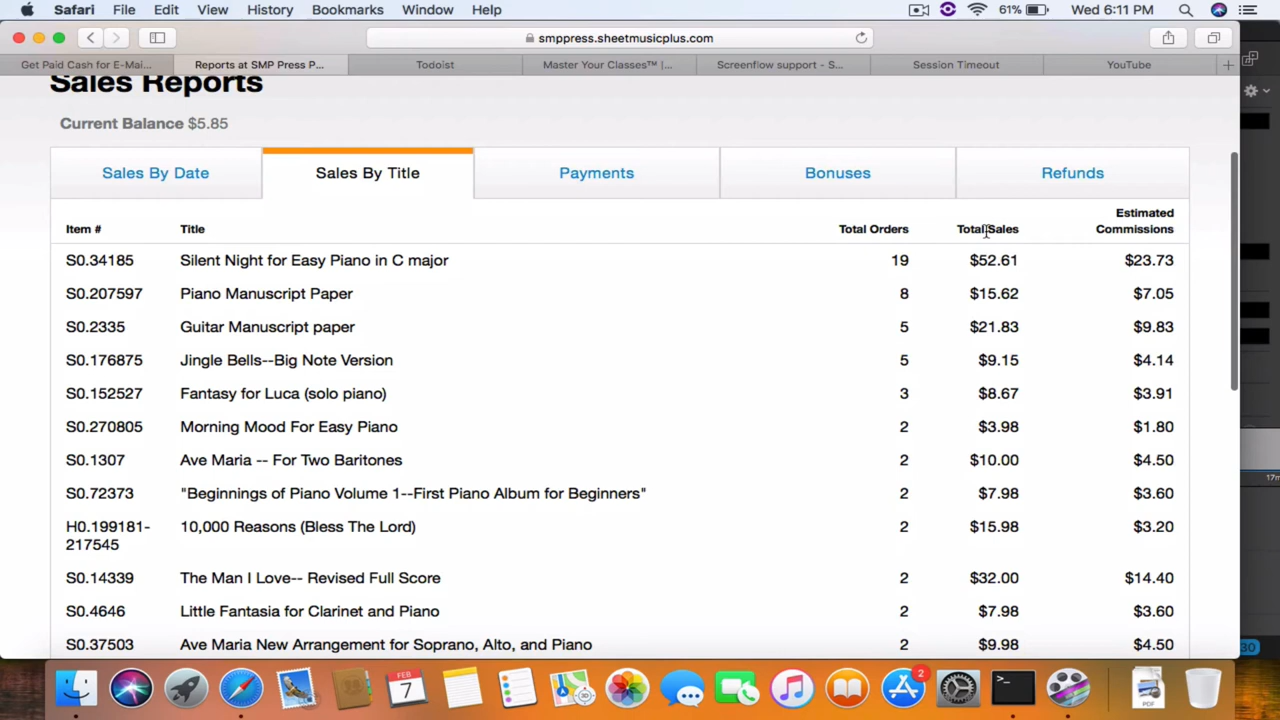 Safari File Edit View History Bookmarks Window Help 61% Wed 6:11 PM
smppress.sheetmusicplus.com
Get Paid Cash for E-Mai... Reports at SMP Press P... Todoist Master Your Classes™ |... Screenflow support - S... Session Timeout YouTube
Sales Reports
Current Balance $5.85
Sales By Date Sales By Title Payments Bonuses Refunds
Item # Title Total Orders Total Sales Estimated Commissions
S0.34185 Silent Night for Easy Piano in C major 19 $52.61 $23.73
S0.207597 Piano Manuscript Paper 8 $15.62 $7.05
S0.2335 Guitar Manuscript paper 5 $21.83 $9.83
S0.176875 Jingle Bells--Big Note Version 5 $9.15 $4.14
S0.152527 Fantasy for Luca (solo piano) 3 $8.67 $3.91
S0.270805 Morning Mood For Easy Piano 2 $3.98 $1.80
S0.1307 Ave Maria -- For Two Baritones 2 $10.00 $4.50
S0.72373 "Beginnings of Piano Volume 1--First Piano Album for Beginners" 2 $7.98 $3.60
H0.199181-217545 10,000 Reasons (Bless The Lord) 2 $15.98 $3.20
S0.14339 The Man I Love-- Revised Full Score 2 $32.00 $14.40
S0.4646 Little Fantasia for Clarinet and Piano 2 $7.98 $3.60
S0.37503 Ave Maria New Arrangement for Soprano, Alto, and Piano 2 $9.98 $4.50
17m
30
FEB
7
2
PDF